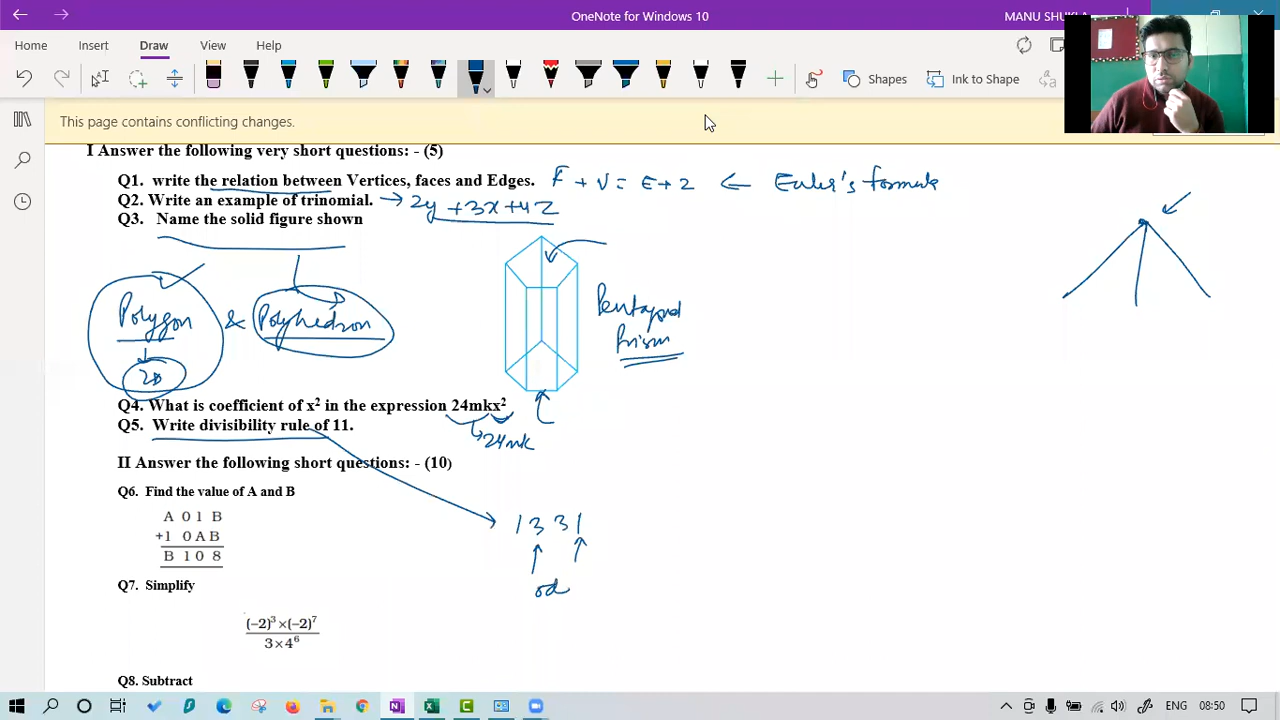 OneNote for Windows 10
MANU SHUKLA
Home Insert Draw View Help
Shapes
Ink to Shape
This page contains conflicting changes.
I Answer the following very short questions: - (5)
Q1. write the relation between Vertices, faces and Edges. F + V = E + 2 ← Euler's formula
Q2. Write an example of trinomial. → 2y + 3x + 4z
Q3. Name the solid figure shown
Polygon & Polyhedron
2D
Prism
Q4. What is coefficient of x² in the expression 24mkx²
24mk
Q5. Write divisibility rule of 11.
II Answer the following short questions: - (10)
Q6. Find the value of A and B
A 0 1 B
+1 0 A B
B 1 0 8
1 3 3 1
od
Q7. Simplify
(−2)³×(−2)⁷
3×4⁶
Q8. Subtract
ENG 08:50